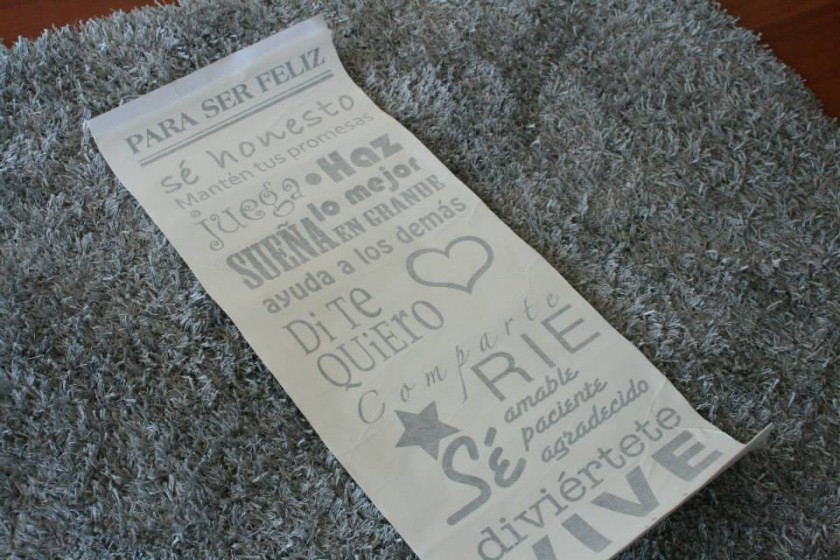 PARA SER FELIZ
sé honesto
Mantén tus promesas
juega • Haz
lo mejor
SUEÑA EN GRANDE
ayuda a los demás
Di Te
QUiERO
Comparte
RIE
Sé amable
paciente
agradecido
diviértete
VIVE